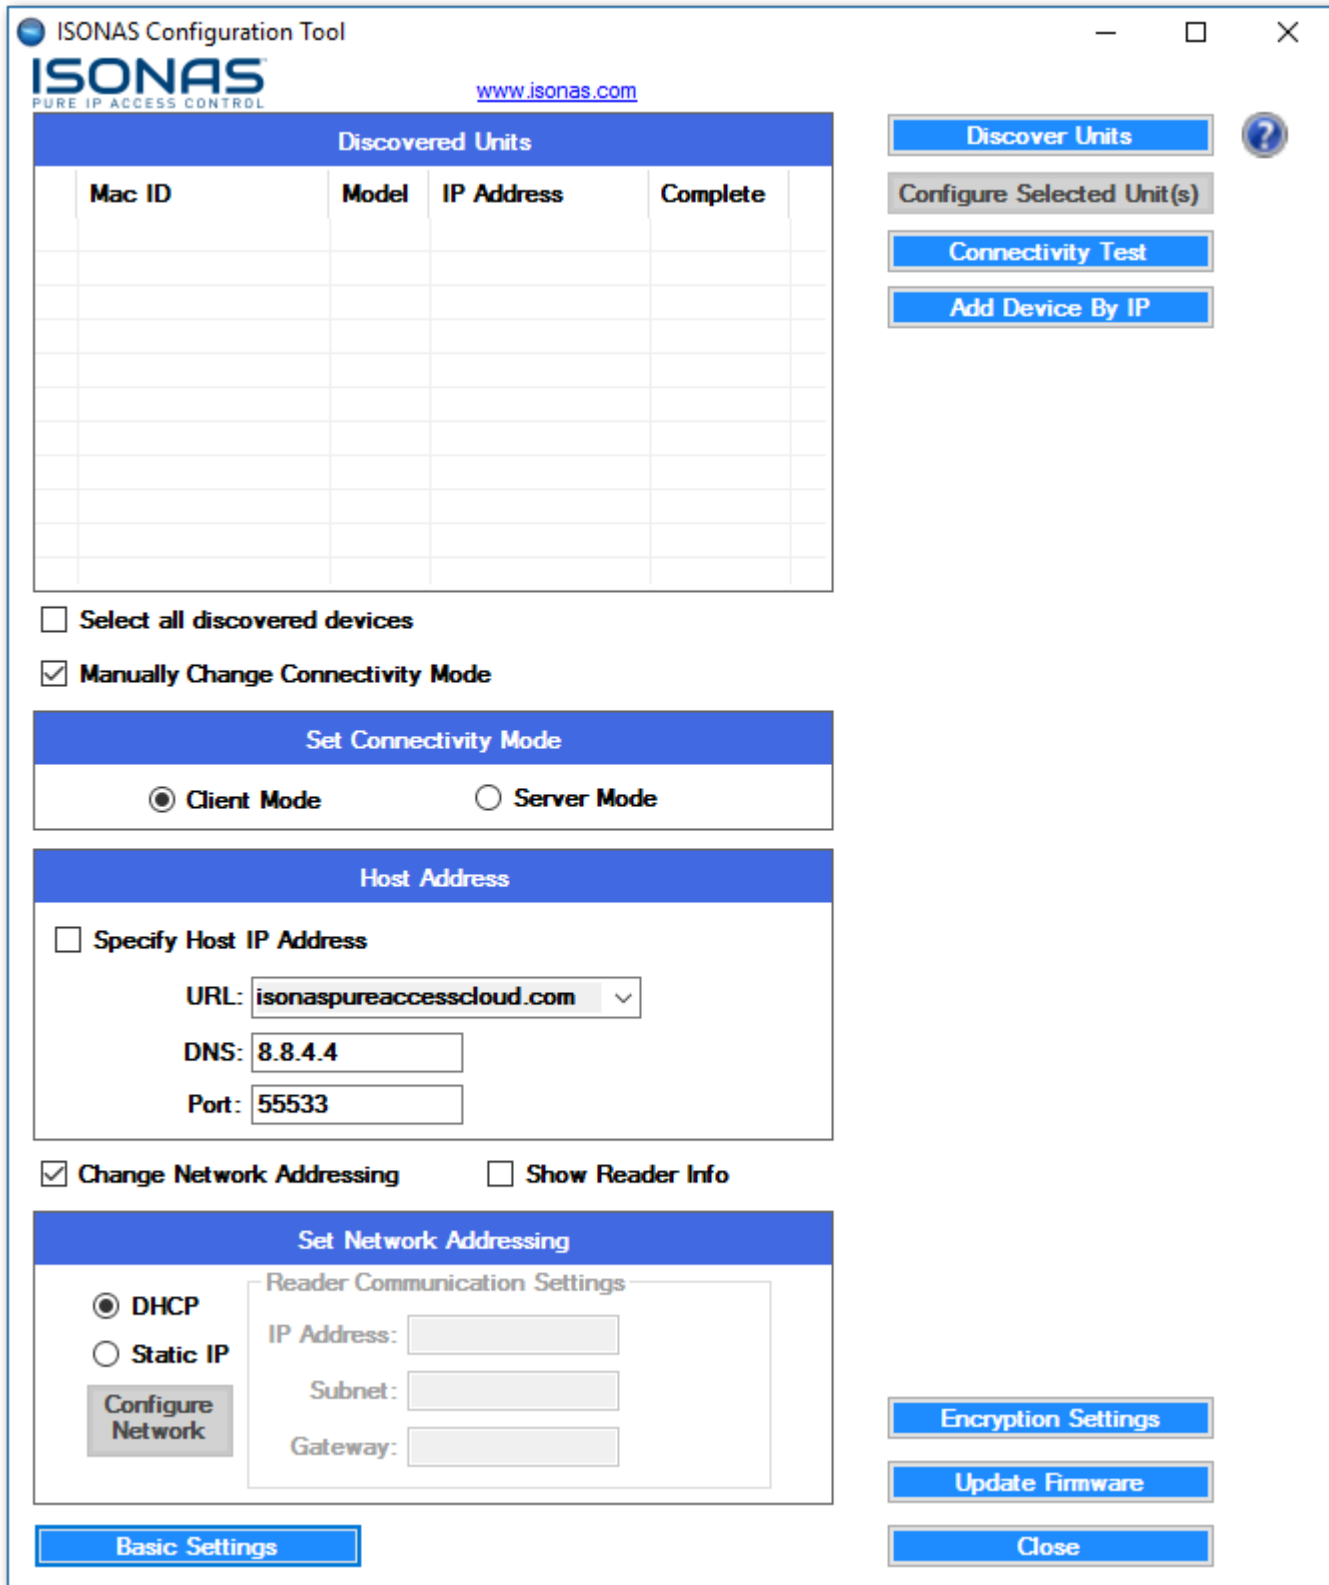 ISONAS Configuration Tool
ISONAS
PURE IP ACCESS CONTROL
www.isonas.com
Discovered Units
Mac ID Model IP Address Complete
Discover Units
?
Configure Selected Unit(s)
Connectivity Test
Add Device By IP
Select all discovered devices
Manually Change Connectivity Mode
Set Connectivity Mode
Client Mode Server Mode
Host Address
Specify Host IP Address
URL: isonaspureaccesscloud.com
DNS: 8.8.4.4
Port: 55533
Change Network Addressing Show Reader Info
Set Network Addressing
DHCP
Static IP
Configure
Network
Reader Communication Settings
IP Address:
Subnet:
Gateway:
Encryption Settings
Update Firmware
Basic Settings
Close